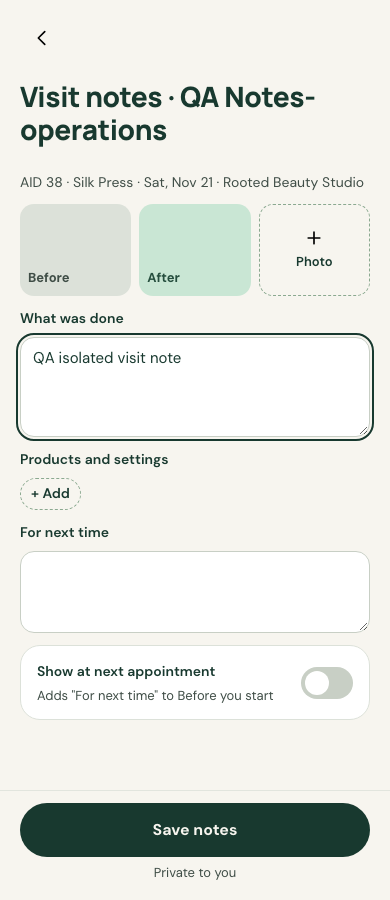 Visit notes · QA Notes-
operations
AID 38 · Silk Press · Sat, Nov 21 · Rooted Beauty Studio
Before
After
+
Photo
What was done
QA isolated visit note
Products and settings
+ Add
For next time
Show at next appointment
Adds "For next time" to Before you start
Save notes
Private to you